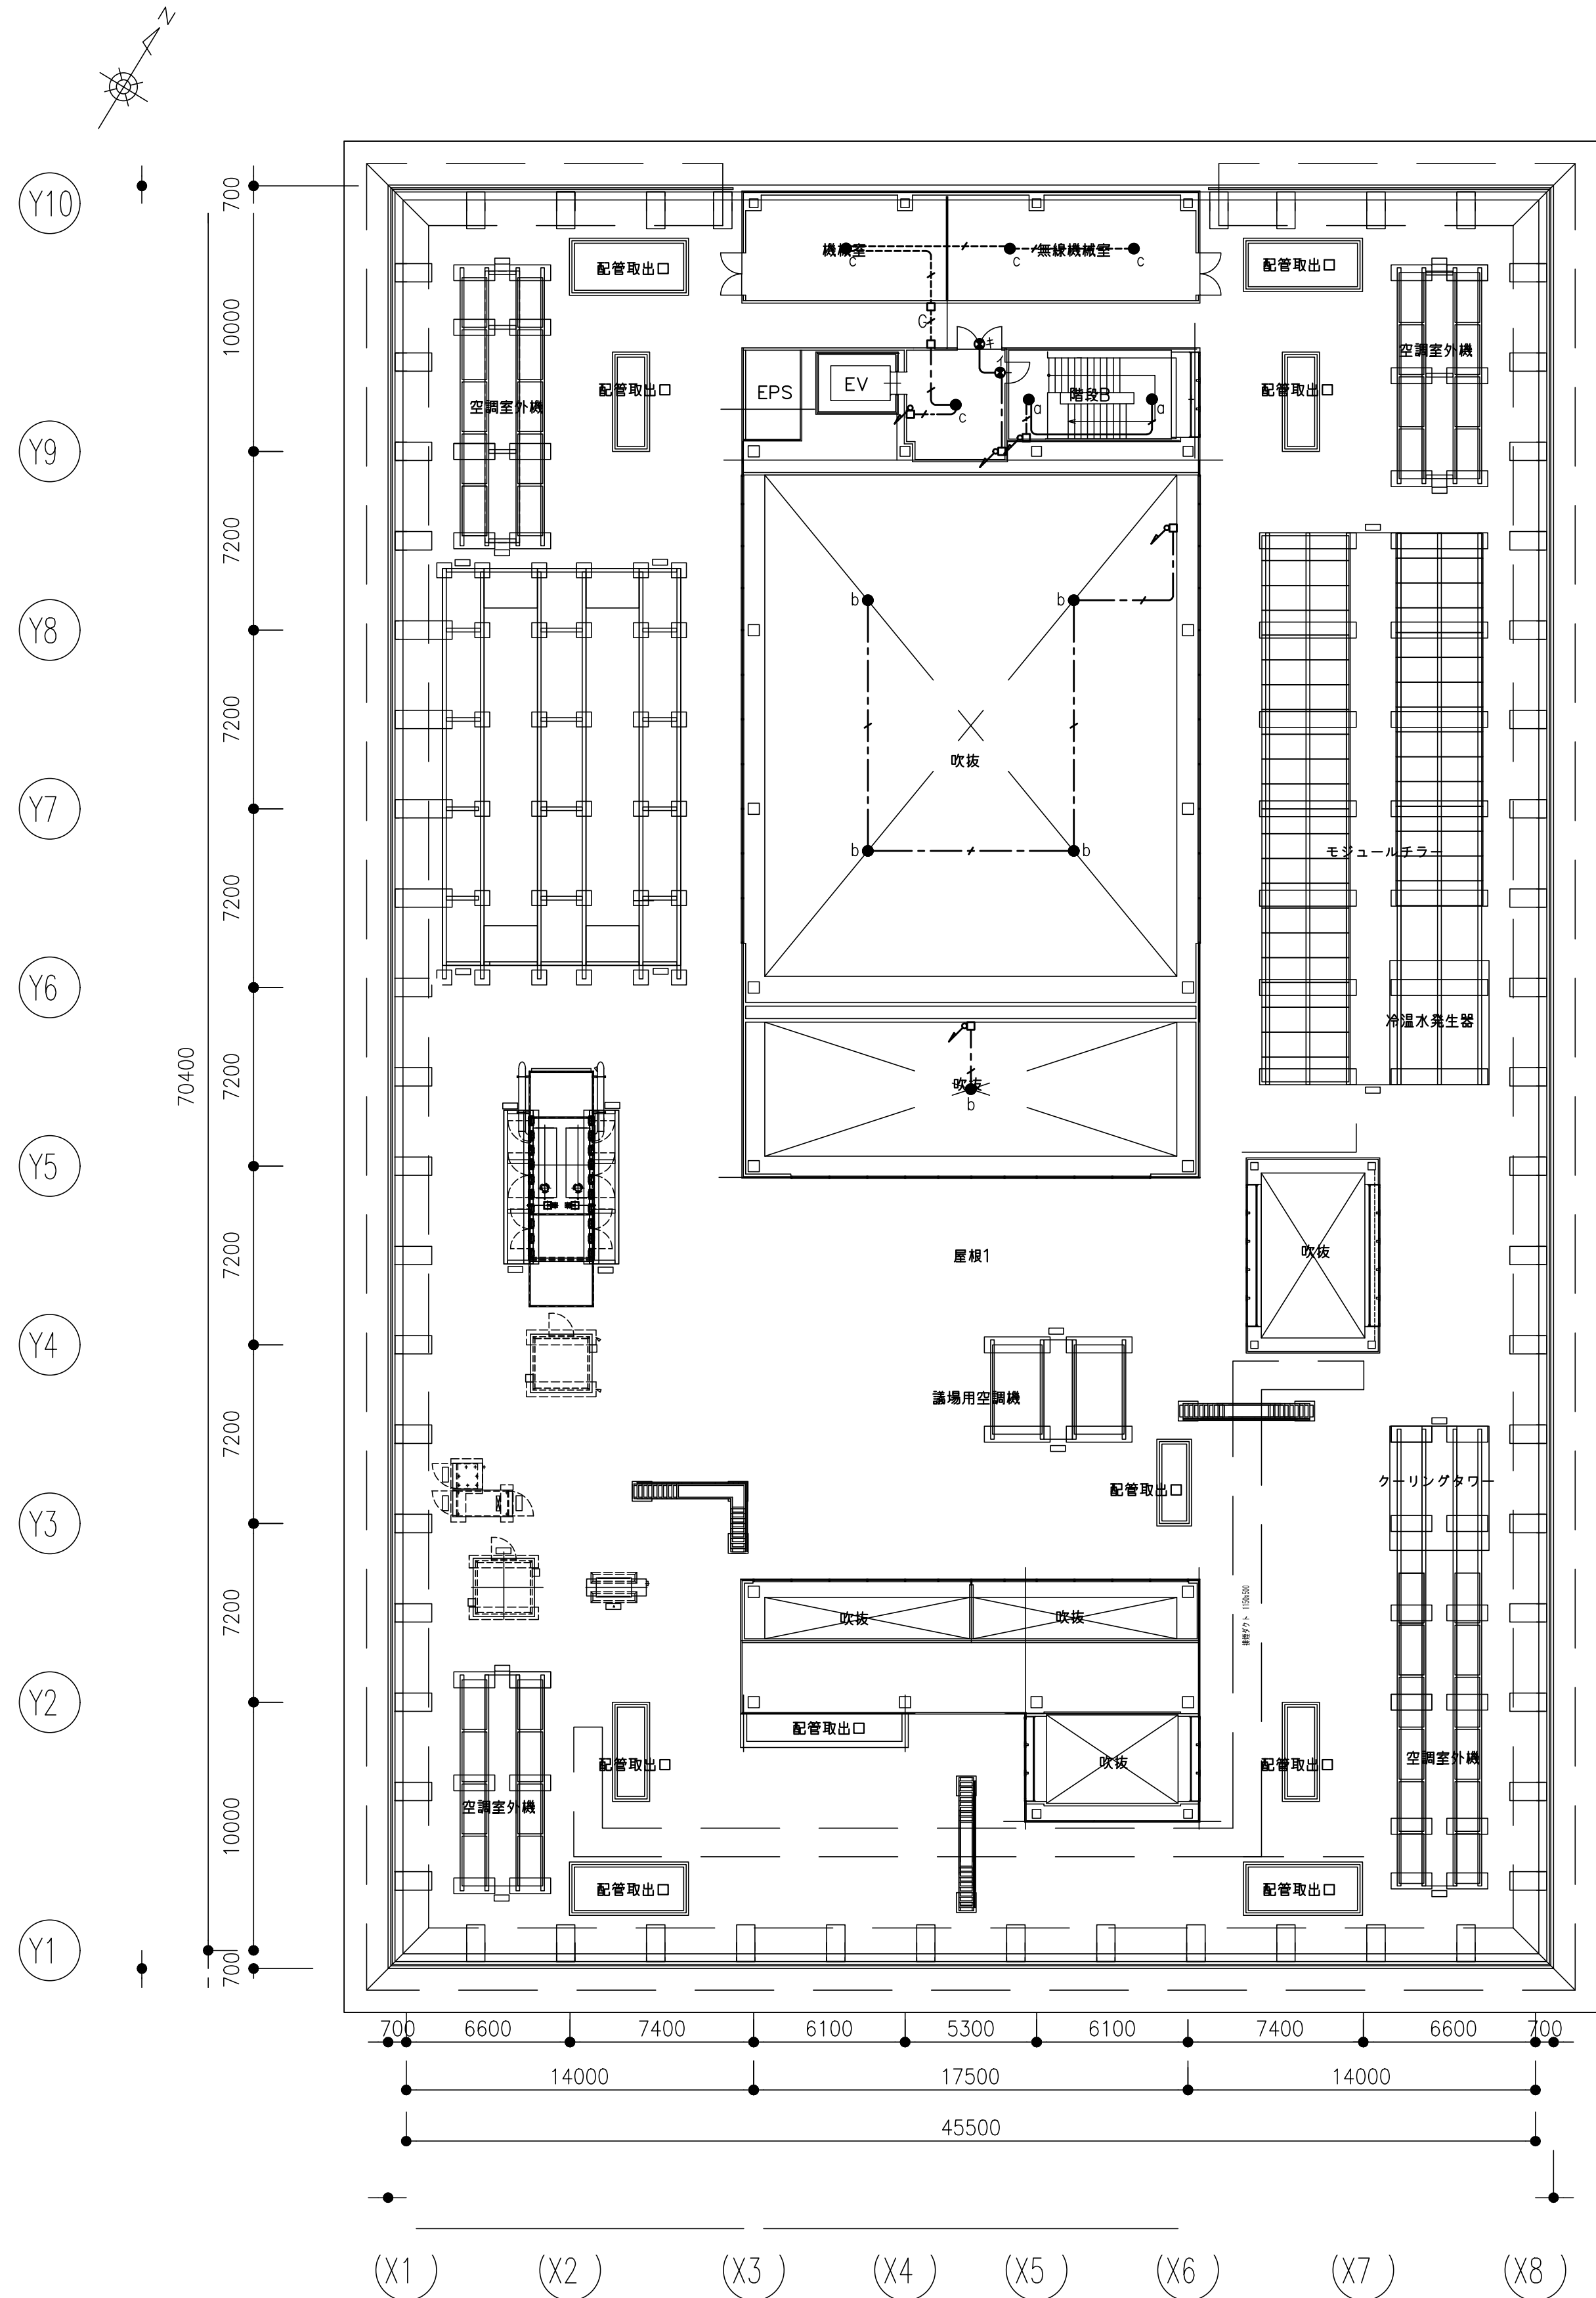 N
Y10
700
機械室
c
c
無線機械室
c
配管取出口
配管取出口
10000
G
キ
イ
空調室外機
EPS
EV
配管取出口
空調室外機
配管取出口
階段B
a
a
c
Y9
7200
b
b
Y8
7200
吹抜
Y7
b
b
モジュールチラー
7200
Y6
冷温水発生器
70400
7200
吹抜
b
Y5
7200
屋根1
吹抜
Y4
議場用空調機
7200
クーリングタワー
配管取出口
Y3
7200
排煙ダクト 1150x500
吹抜
吹抜
Y2
配管取出口
配管取出口
吹抜
配管取出口
空調室外機
空調室外機
10000
配管取出口
配管取出口
Y1
700
700
6600
7400
6100
5300
6100
7400
6600
700
14000
17500
14000
45500
X1
X2
X3
X4
X5
X6
X7
X8